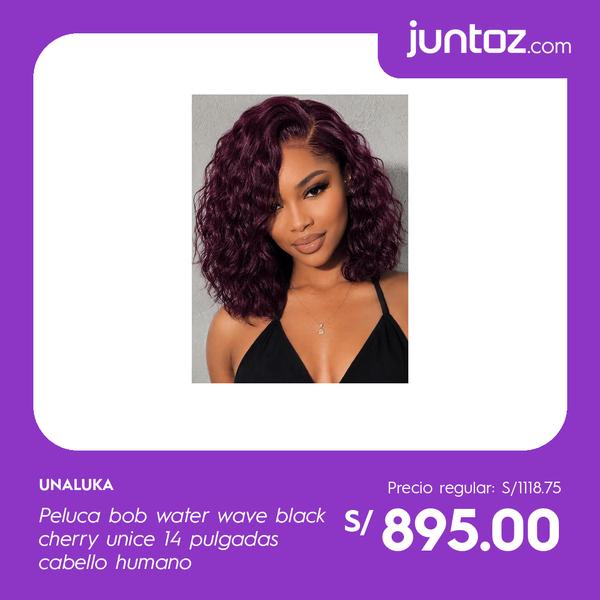 juntoz.com
UNALUKA
Peluca bob water wave black
cherry unice 14 pulgadas
cabello humano
Precio regular: S/1118.75
S/ 895.00